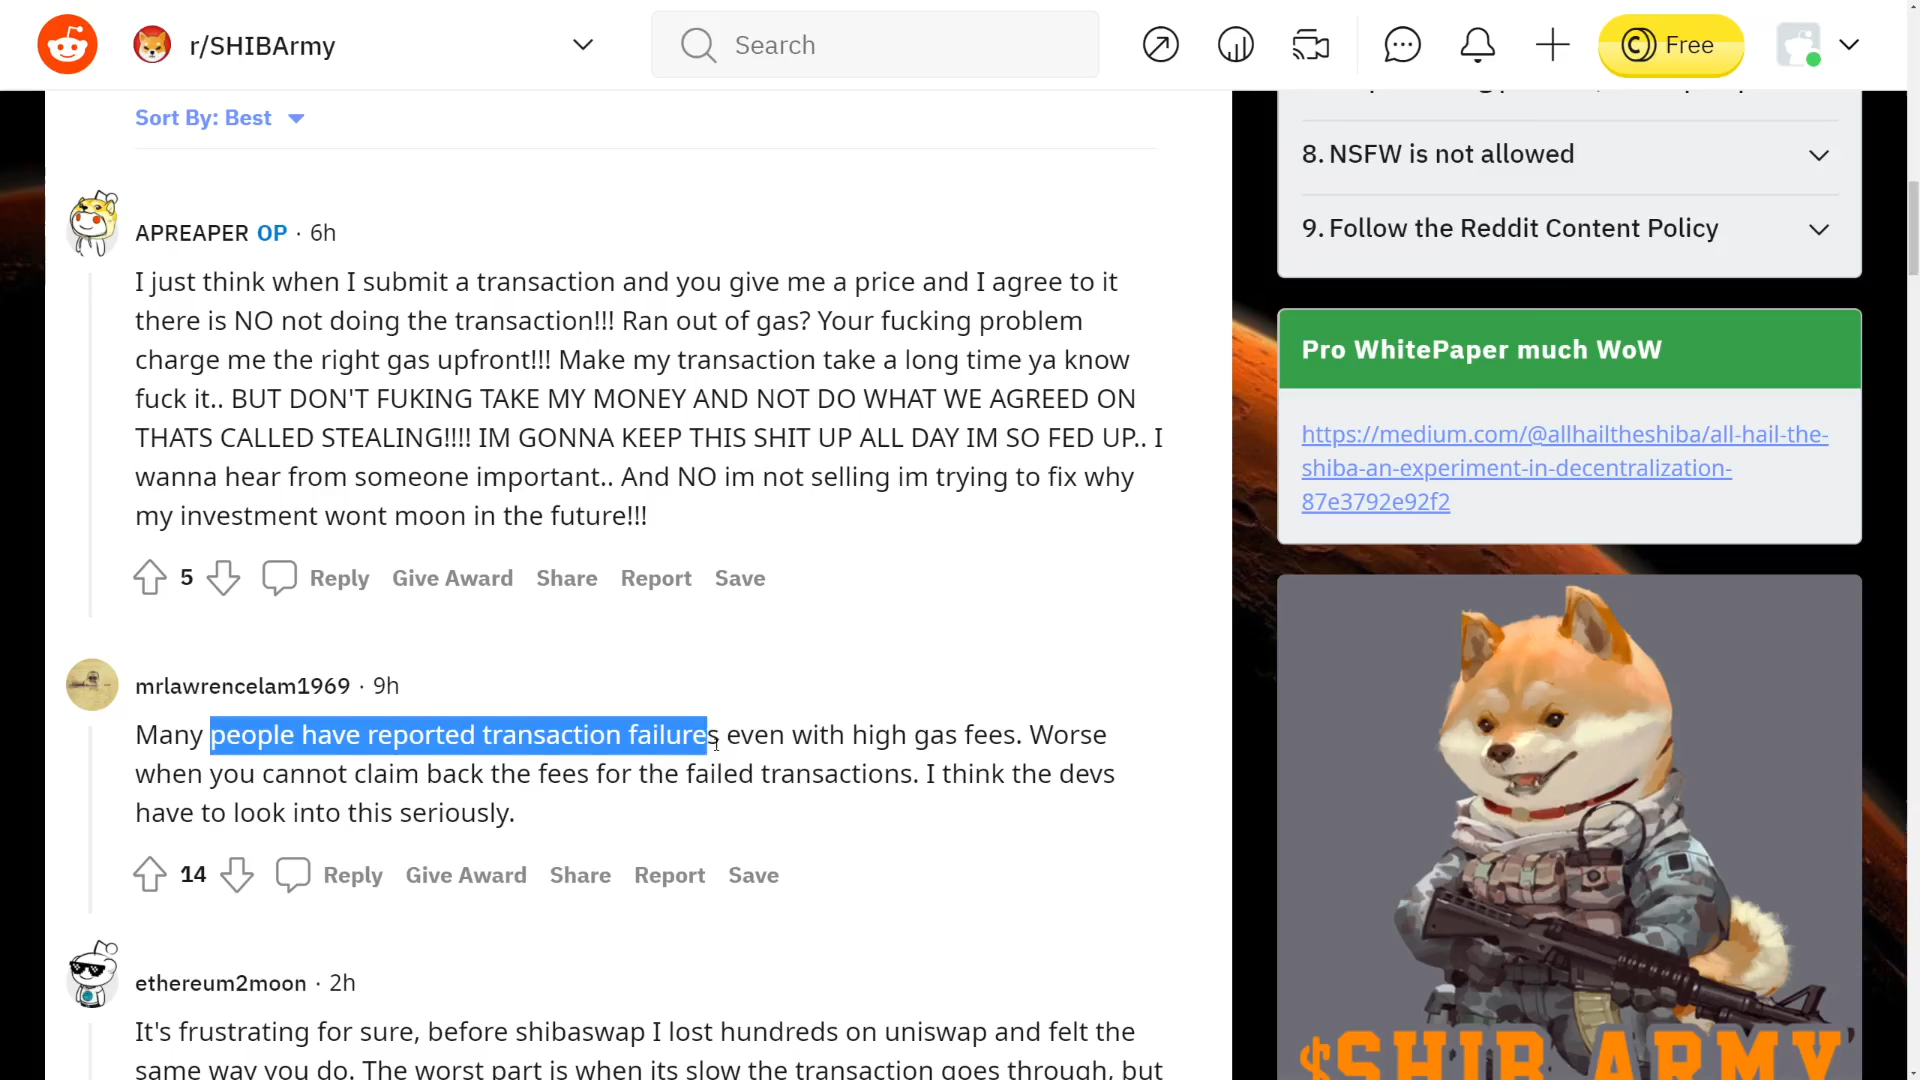 r/SHIBArmy
Search
Free
Sort By: Best
APREAPER OP · 6h
I just think when I submit a transaction and you give me a price and I agree to it
there is NO not doing the transaction!!! Ran out of gas? Your fucking problem
charge me the right gas upfront!!! Make my transaction take a long time ya know
fuck it.. BUT DON'T FUKING TAKE MY MONEY AND NOT DO WHAT WE AGREED ON
THATS CALLED STEALING!!!! IM GONNA KEEP THIS SHIT UP ALL DAY IM SO FED UP.. I
wanna hear from someone important.. And NO im not selling im trying to fix why
my investment wont moon in the future!!!
5 Reply Give Award Share Report Save
mrlawrencelam1969 · 9h
Many people have reported transaction failures even with high gas fees. Worse
when you cannot claim back the fees for the failed transactions. I think the devs
have to look into this seriously.
14 Reply Give Award Share Report Save
ethereum2moon · 2h
It's frustrating for sure, before shibaswap I lost hundreds on uniswap and felt the
same way you do. The worst part is when its slow the transaction goes through, but
8. NSFW is not allowed
9. Follow the Reddit Content Policy
Pro WhitePaper much WoW
https://medium.com/@allhailtheshiba/all-hail-the-
shiba-an-experiment-in-decentralization-
87e3792e92f2
$SHIB ARMY